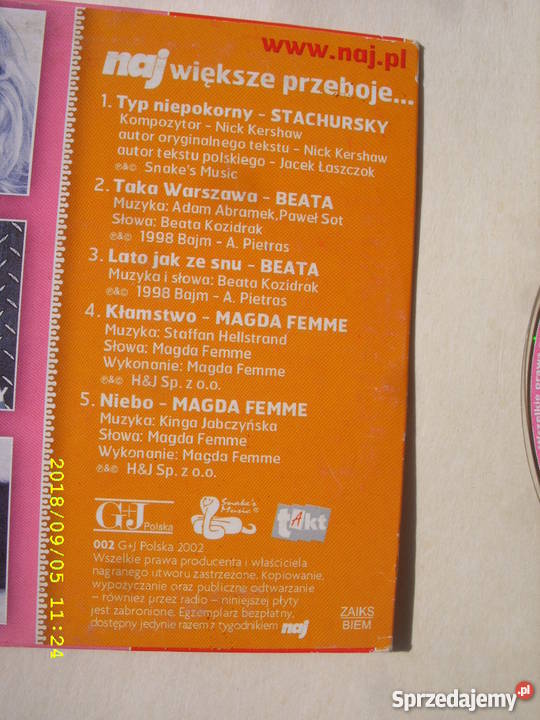 www.naj.pl
naj większe przeboje...
1. Typ niepokorny - STACHURSKY
Kompozytor - Nick Kershaw
autor oryginalnego tekstu - Nick Kershaw
autor tekstu polskiego - Jacek Łaszczok
℗&© Snake's Music
2. Taka Warszawa - BEATA
Muzyka: Adam Abramek,Paweł Sot
Słowa: Beata Kozidrak
℗&© 1998 Bajm - A. Pietras
3. Lato jak ze snu - BEATA
Muzyka i słowa: Beata Kozidrak
℗&© 1998 Bajm - A. Pietras
4. Kłamstwo - MAGDA FEMME
Muzyka: Staffan Hellstrand
Słowa: Magda Femme
Wykonanie: Magda Femme
℗&© H&J Sp. z o.o.
5. Niebo - MAGDA FEMME
Muzyka: Kinga Jabczyńska
Słowa: Magda Femme
Wykonanie: Magda Femme
℗&© H&J Sp. z o.o.
G+J Polska
Snake's Music ©
tAkt
002 G+J Polska 2002
Wszelkie prawa producenta i właściciela
nagranego utworu zastrzeżone. Kopiowanie,
wypożyczanie oraz publiczne odtwarzanie
– również przez radio – niniejszej płyty
jest zabronione. Egzemplarz bezpłatny,
dostępny jedynie razem z tygodnikiem naj
ZAIKS
BIEM
2018/09/05 11:24
Wszelkie prawa
Sprzedajemy.pl